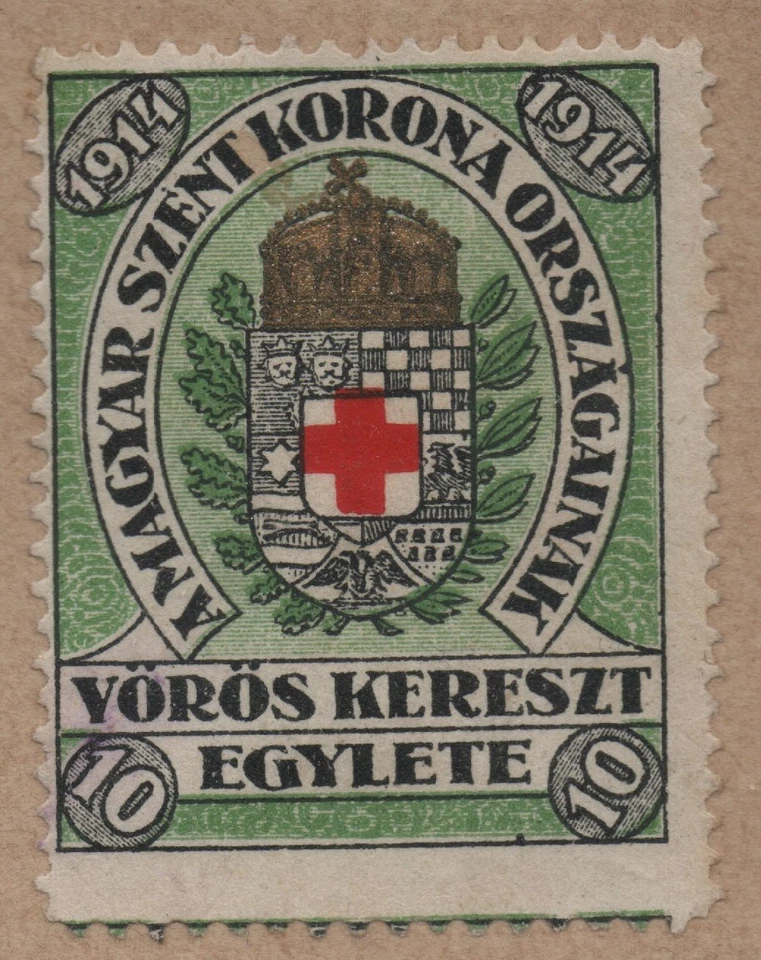 1914 1914
A MAGYAR SZENT KORONA ORSZÁGAINAK
VÖRÖS KERESZT
EGYLETE
10 10